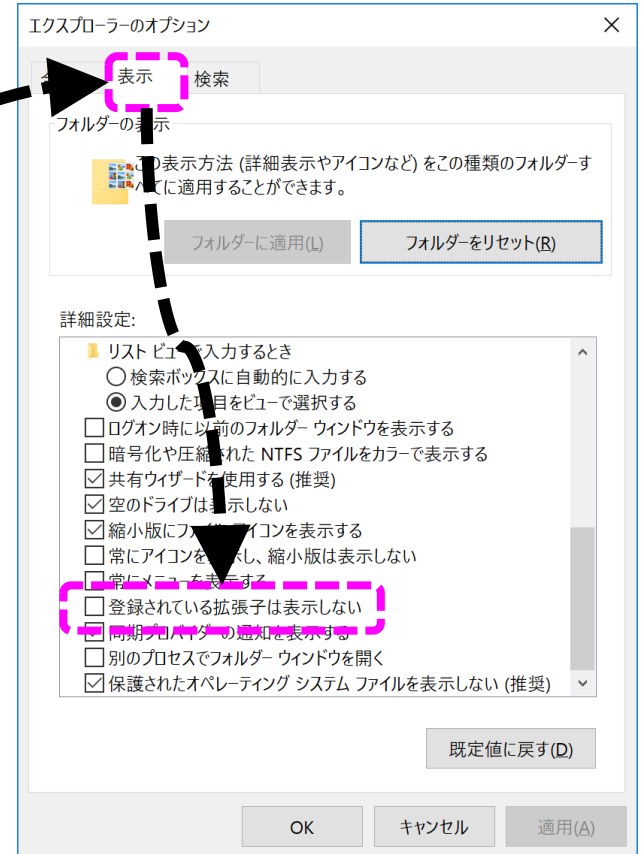 エクスプローラーのオプション
表示
検索
フォルダーの表示
この表示方法 (詳細表示やアイコンなど) をこの種類のフォルダーす
べてに適用することができます。
フォルダーに適用(L)
フォルダーをリセット(R)
詳細設定:
リスト ビューで入力するとき
検索ボックスに自動的に入力する
入力した項目をビューで選択する
ログオン時に以前のフォルダー ウィンドウを表示する
暗号化や圧縮された NTFS ファイルをカラーで表示する
共有ウィザードを使用する (推奨)
空のドライブは表示しない
縮小版にファイル アイコンを表示する
常にアイコンを表示し、縮小版は表示しない
常にメニューを表示する
登録されている拡張子は表示しない
同期プロバイダーの通知を表示する
別のプロセスでフォルダー ウィンドウを開く
保護されたオペレーティング システム ファイルを表示しない (推奨)
既定値に戻す(D)
OK
キャンセル
適用(A)